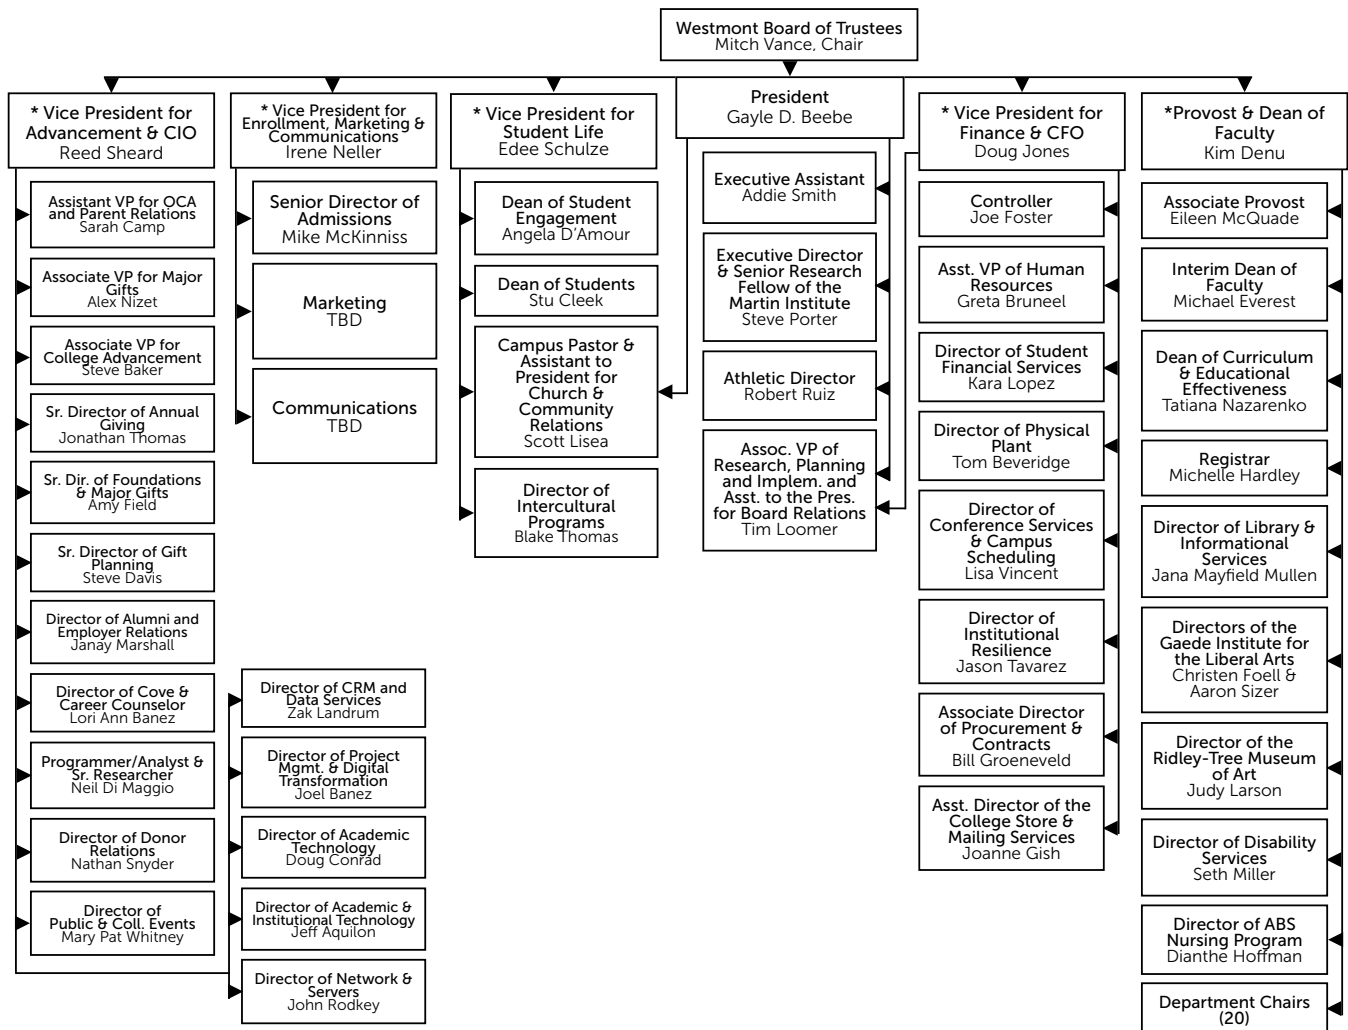 Westmont Board of Trustees
Mitch Vance, Chair
* Vice President for
Advancement & CIO
Reed Sheard
* Vice President for
Enrollment, Marketing &
Communications
Irene Neller
* Vice President for
Student Life
Edee Schulze
President
Gayle D. Beebe
* Vice President for
Finance & CFO
Doug Jones
*Provost & Dean of
Faculty
Kim Denu
Assistant VP for OCA
and Parent Relations
Sarah Camp
Associate VP for Major
Gifts
Alex Nizet
Associate VP for
College Advancement
Steve Baker
Sr. Director of Annual
Giving
Jonathan Thomas
Sr. Dir. of Foundations
& Major Gifts
Amy Field
Sr. Director of Gift
Planning
Steve Davis
Director of Alumni and
Employer Relations
Janay Marshall
Director of Cove &
Career Counselor
Lori Ann Banez
Programmer/Analyst &
Sr. Researcher
Neil Di Maggio
Director of Donor
Relations
Nathan Snyder
Director of
Public & Coll. Events
Mary Pat Whitney
Director of CRM and
Data Services
Zak Landrum
Director of Project
Mgmt. & Digital
Transformation
Joel Banez
Director of Academic
Technology
Doug Conrad
Director of Academic &
Institutional Technology
Jeff Aquilon
Director of Network &
Servers
John Rodkey
Senior Director of
Admissions
Mike McKinniss
Marketing
TBD
Communications
TBD
Dean of Student
Engagement
Angela D'Amour
Dean of Students
Stu Cleek
Campus Pastor &
Assistant to
President for
Church &
Community
Relations
Scott Lisea
Director of
Intercultural
Programs
Blake Thomas
Executive Assistant
Addie Smith
Executive Director
& Senior Research
Fellow of the
Martin Institute
Steve Porter
Athletic Director
Robert Ruiz
Assoc. VP of
Research, Planning
and Implem. and
Asst. to the Pres.
for Board Relations
Tim Loomer
Controller
Joe Foster
Asst. VP of Human
Resources
Greta Bruneel
Director of Student
Financial Services
Kara Lopez
Director of Physical
Plant
Tom Beveridge
Director of
Conference Services
& Campus
Scheduling
Lisa Vincent
Director of
Institutional
Resilience
Jason Tavarez
Associate Director
of Procurement &
Contracts
Bill Groeneveld
Asst. Director of the
College Store &
Mailing Services
Joanne Gish
Associate Provost
Eileen McQuade
Interim Dean of
Faculty
Michael Everest
Dean of Curriculum
& Educational
Effectiveness
Tatiana Nazarenko
Registrar
Michelle Hardley
Director of Library &
Informational
Services
Jana Mayfield Mullen
Directors of the
Gaede Institute for
the Liberal Arts
Christen Foell &
Aaron Sizer
Director of the
Ridley-Tree Museum
of Art
Judy Larson
Director of Disability
Services
Seth Miller
Director of ABS
Nursing Program
Dianthe Hoffman
Department Chairs
(20)